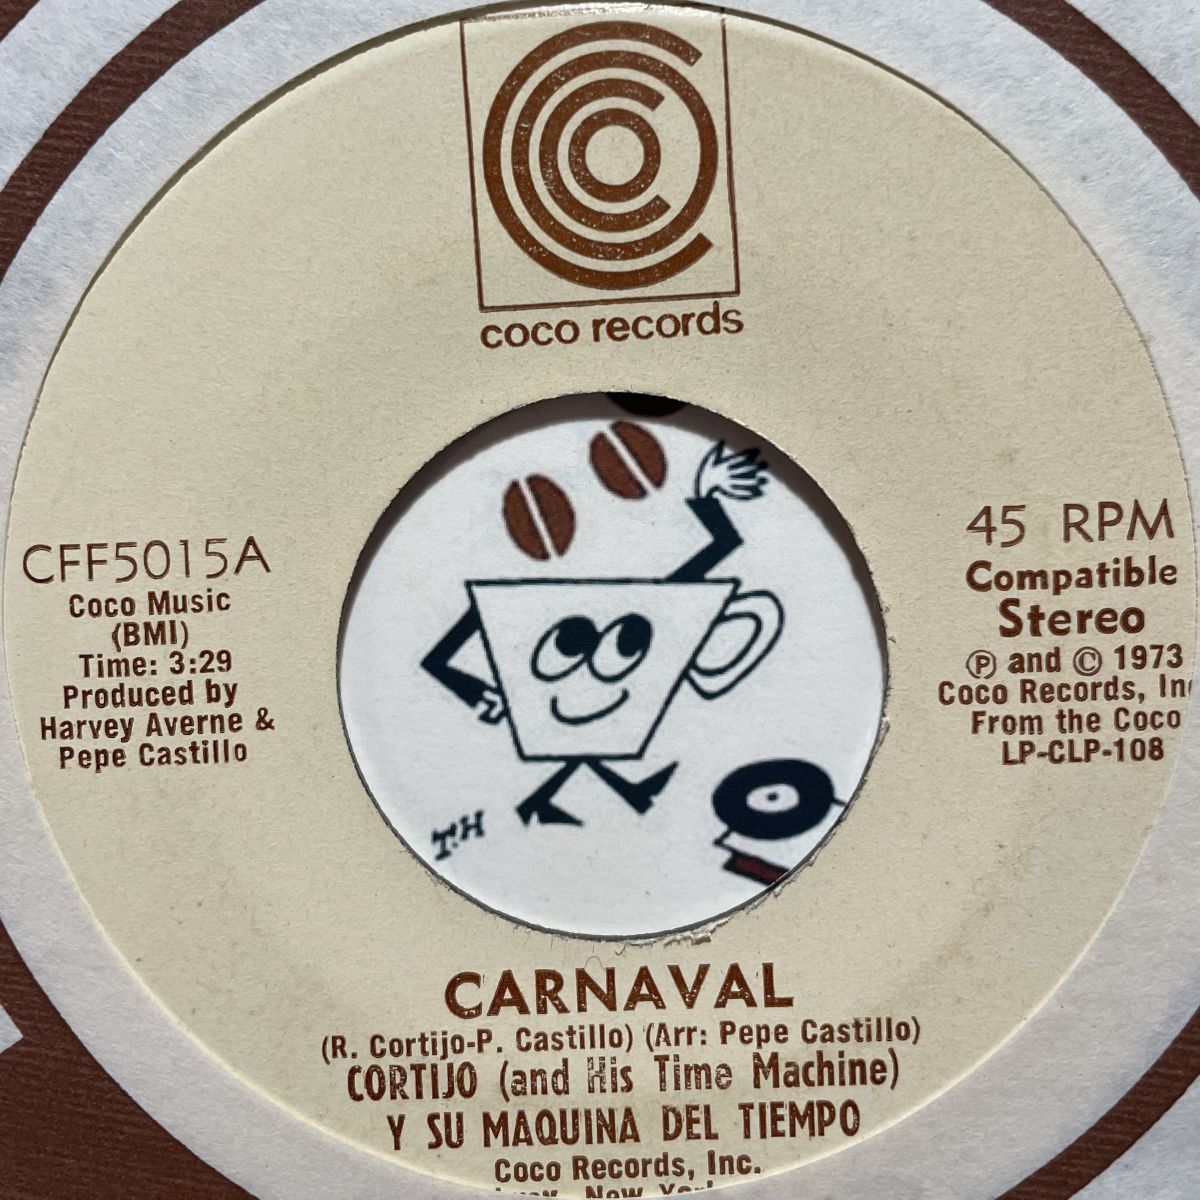 coco records
CFF5015A
Coco Music
(BMI)
Time: 3:29
Produced by
Harvey Averne &
Pepe Castillo
45 RPM
Compatible
Stereo
Ⓟ and © 1973
Coco Records, In
From the Coco
LP-CLP-108
T.H
CARNAVAL
(R. Cortijo-P. Castillo) (Arr: Pepe Castillo)
CORTIJO (and His Time Machine)
Y SU MAQUINA DEL TIEMPO
Coco Records, Inc.
New